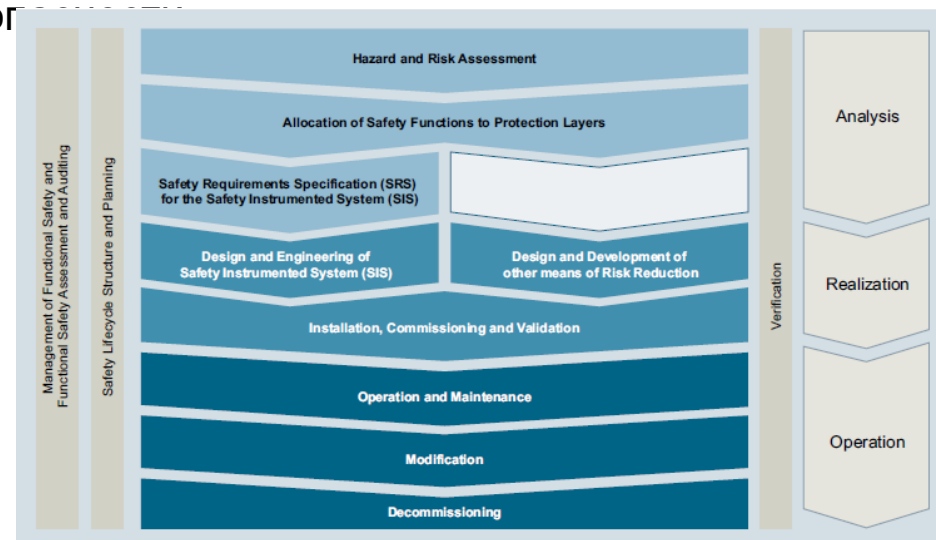 Management of Functional Safety and
Functional Safety Assessment and Auditing
Safety Lifecycle Structure and Planning
Hazard and Risk Assessment
Allocation of Safety Functions to Protection Layers
Safety Requirements Specification (SRS)
for the Safety Instrumented System (SIS)
Design and Engineering of
Safety Instrumented System (SIS)
Design and Development of
other means of Risk Reduction
Installation, Commissioning and Validation
Operation and Maintenance
Modification
Decommissioning
Verification
Analysis
Realization
Operation